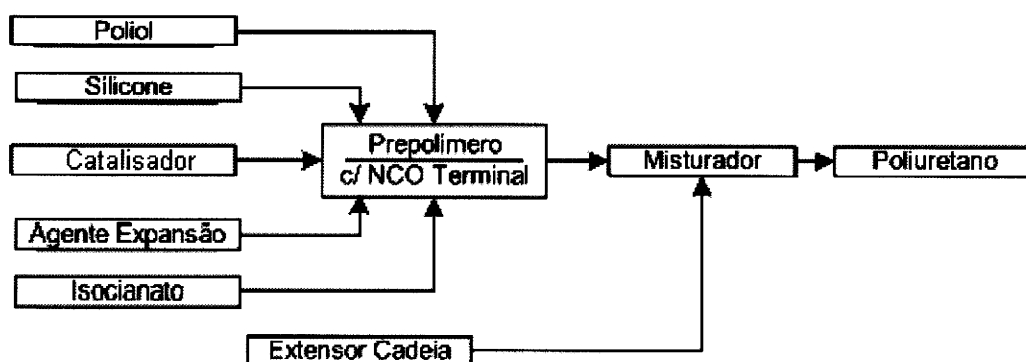 Poliol
Silicone
Catalisador
Prepolímero
c/ NCO Terminal
Misturador
Poliuretano
Agente Expansão
Isocianato
Extensor Cadeia